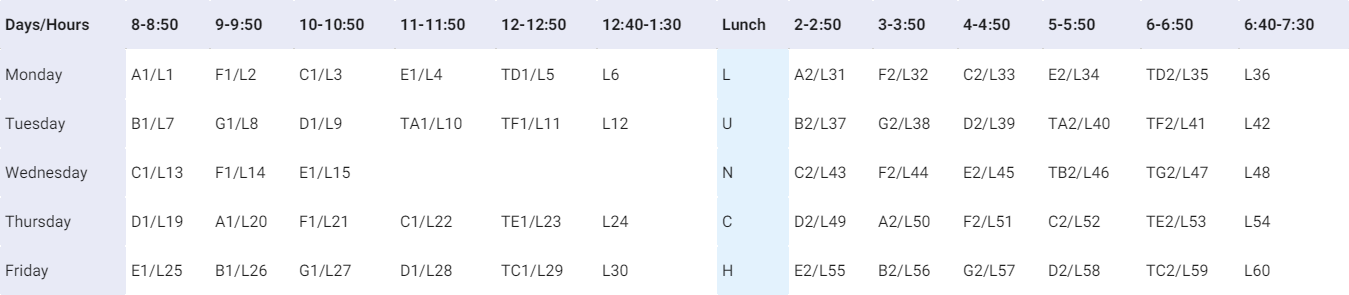 Days/Hours 8-8:50 9-9:50 10-10:50 11-11:50 12-12:50 12:40-1:30 Lunch 2-2:50 3-3:50 4-4:50 5-5:50 6-6:50 6:40-7:30
Monday A1/L1 F1/L2 C1/L3 E1/L4 TD1/L5 L6 L A2/L31 F2/L32 C2/L33 E2/L34 TD2/L35 L36
Tuesday B1/L7 G1/L8 D1/L9 TA1/L10 TF1/L11 L12 U B2/L37 G2/L38 D2/L39 TA2/L40 TF2/L41 L42
Wednesday C1/L13 F1/L14 E1/L15 N C2/L43 F2/L44 E2/L45 TB2/L46 TG2/L47 L48
Thursday D1/L19 A1/L20 F1/L21 C1/L22 TE1/L23 L24 C D2/L49 A2/L50 F2/L51 C2/L52 TE2/L53 L54
Friday E1/L25 B1/L26 G1/L27 D1/L28 TC1/L29 L30 H E2/L55 B2/L56 G2/L57 D2/L58 TC2/L59 L60